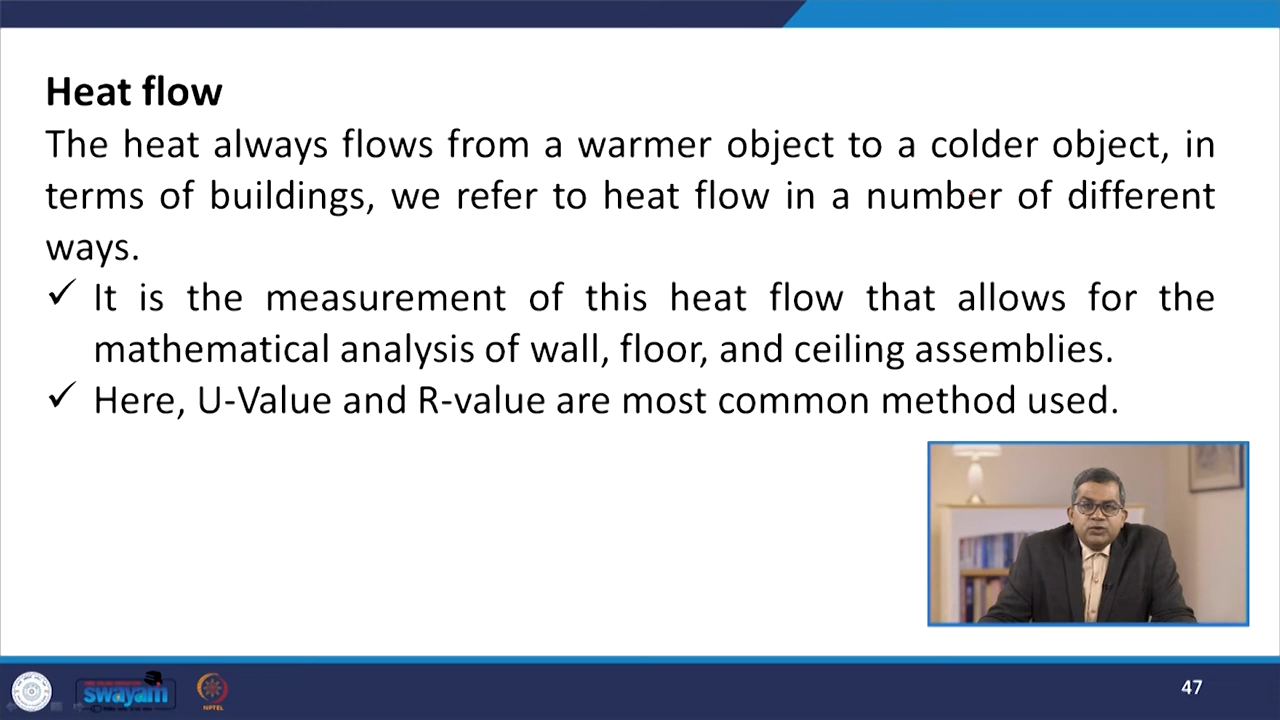 Heat flow
The heat always flows from a warmer object to a colder object, in
terms of buildings, we refer to heat flow in a number of different
ways.
✓ It is the measurement of this heat flow that allows for the
mathematical analysis of wall, floor, and ceiling assemblies.
✓ Here, U-Value and R-value are most common method used.
swayam
NPTEL
47